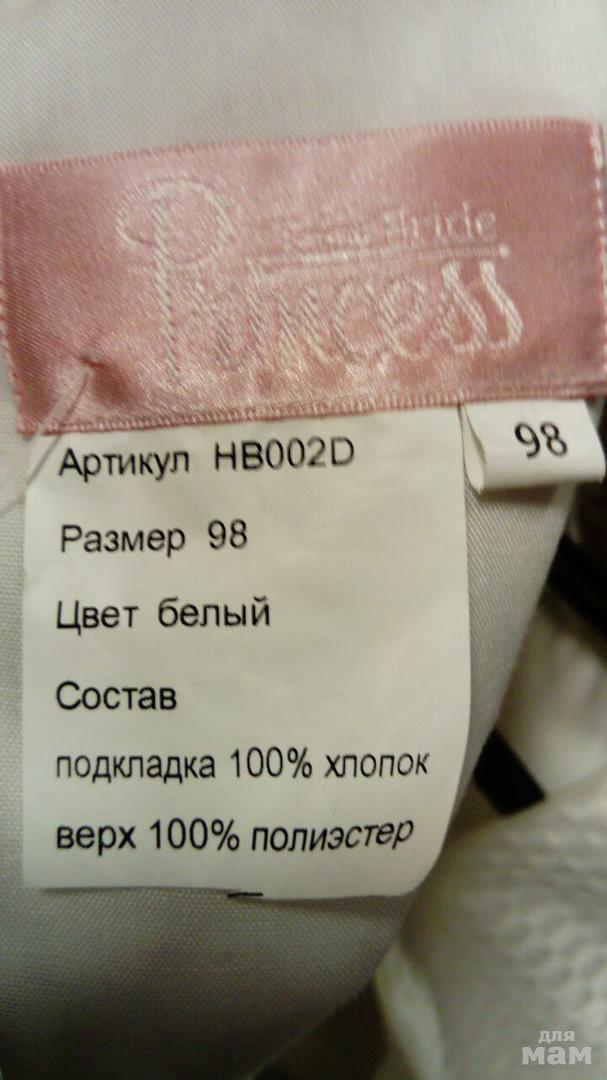 Bride
Princess
98
Артикул HB002D
Размер 98
Цвет белый
Состав
подкладка 100% хлопок
верх 100% полиэстер
для
мам